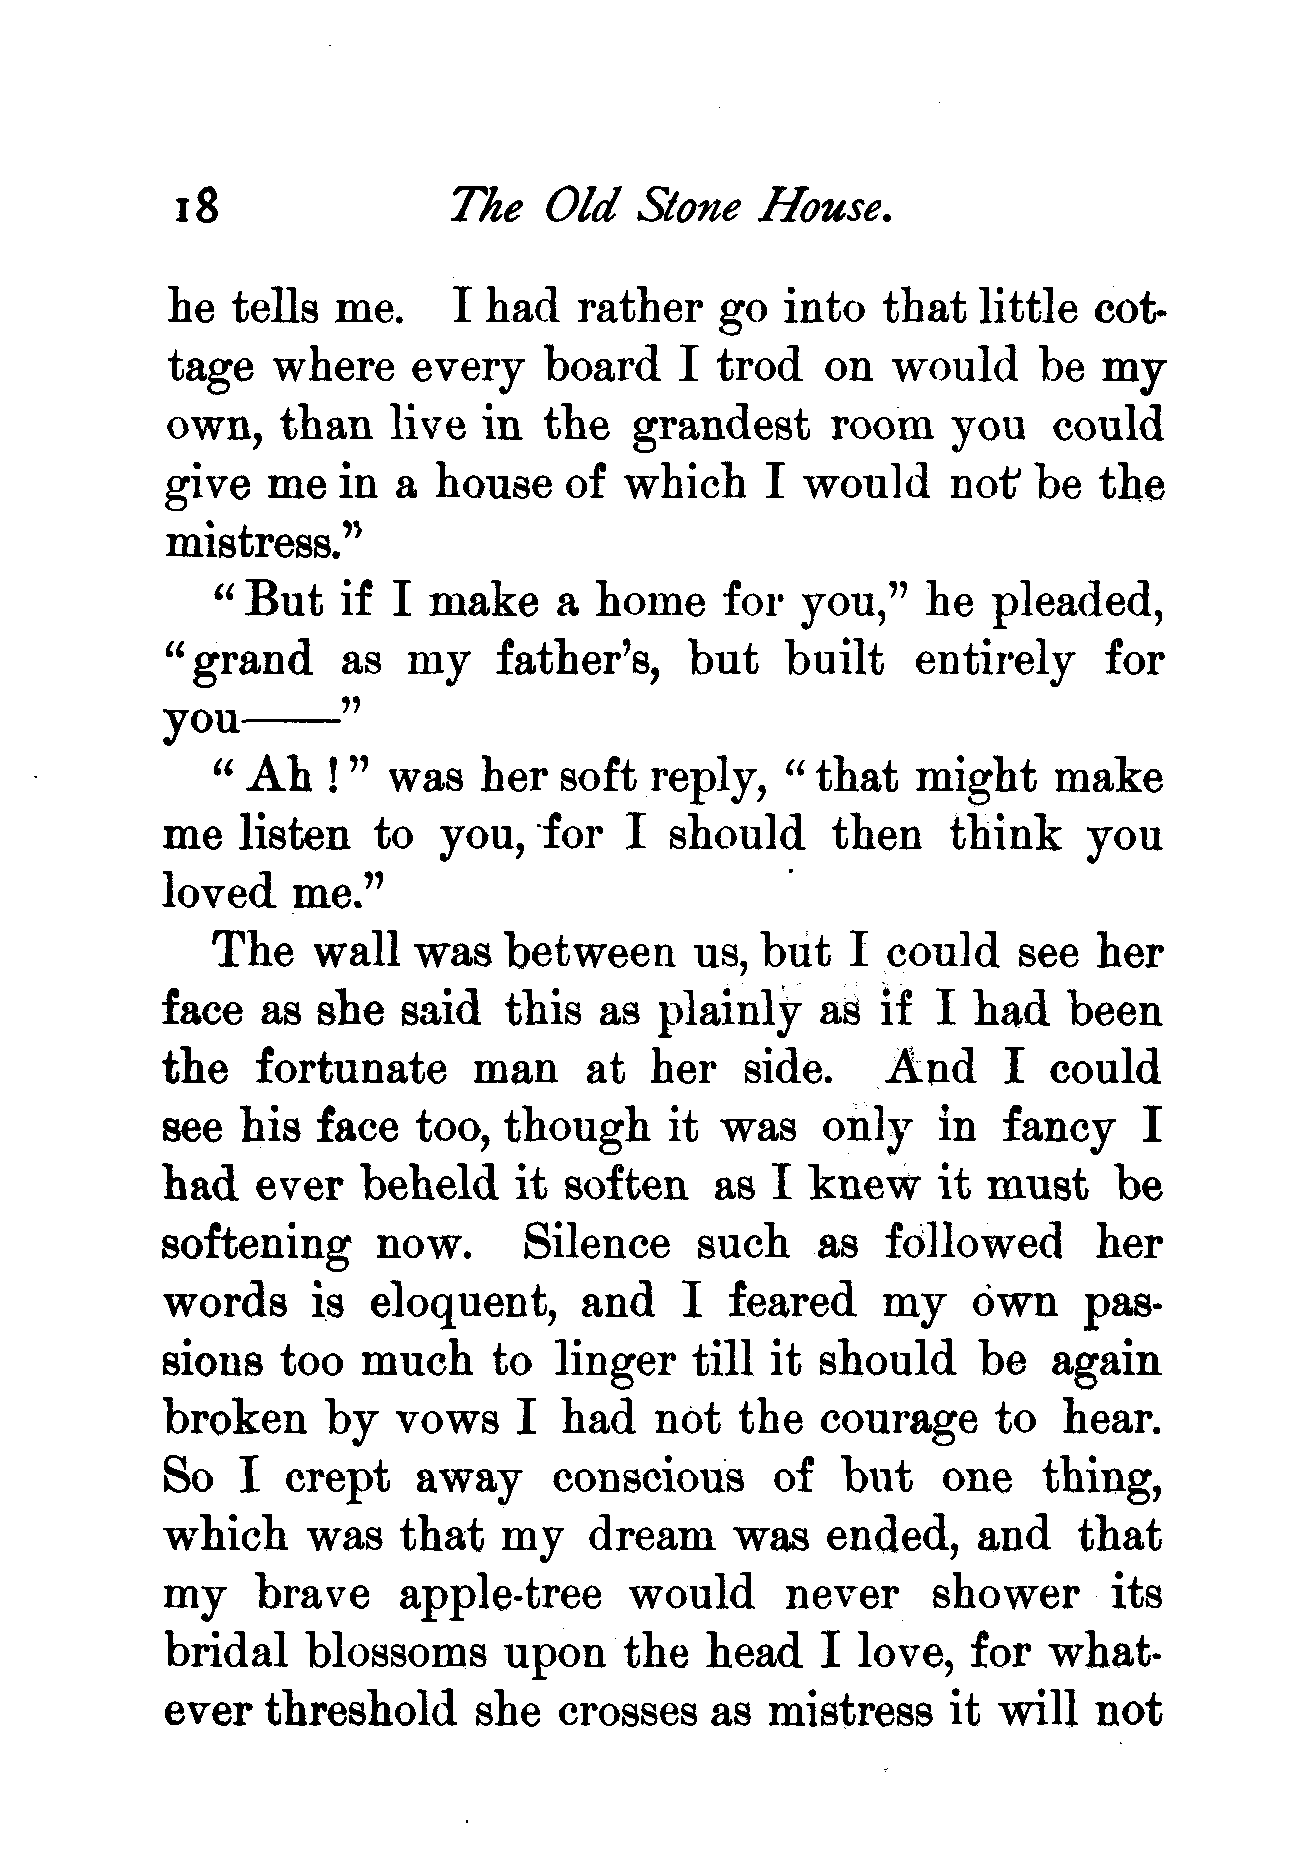 18 The Old Stone House.
he tells me. I had rather go into that little cot-
tage where every board I trod on would be my
own, than live in the grandest room you could
give me in a house of which I would not be the
mistress."
"But if I make a home for you," he pleaded,
"grand as my father's, but built entirely for
you——"
"Ah!" was her soft reply, "that might make
me listen to you, for I should then think you
loved me."
The wall was between us, but I could see her
face as she said this as plainly as if I had been
the fortunate man at her side. And I could
see his face too, though it was only in fancy I
had ever beheld it soften as I knew it must be
softening now. Silence such as followed her
words is eloquent, and I feared my own pas-
sions too much to linger till it should be again
broken by vows I had not the courage to hear.
So I crept away conscious of but one thing,
which was that my dream was ended, and that
my brave apple-tree would never shower its
bridal blossoms upon the head I love, for what-
ever threshold she crosses as mistress it will not